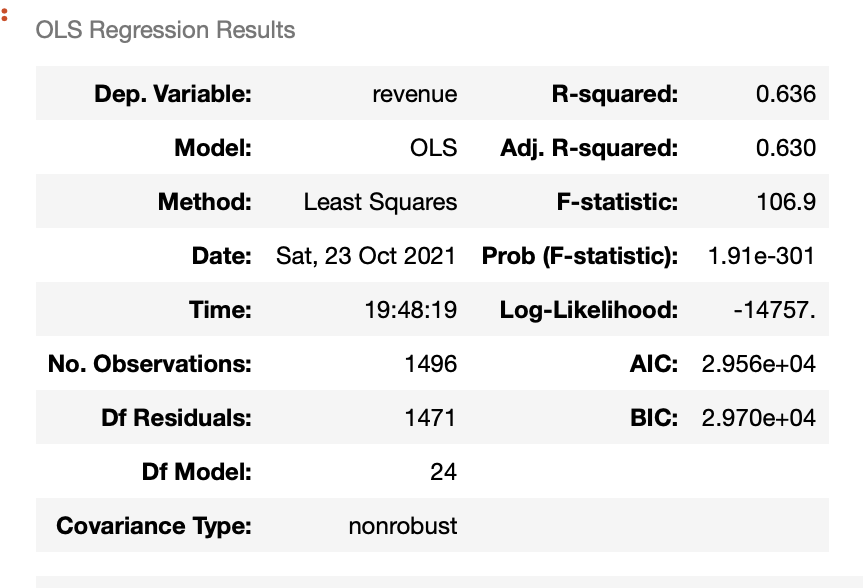 OLS Regression Results
Dep. Variable: revenue R-squared: 0.636
Model: OLS Adj. R-squared: 0.630
Method: Least Squares F-statistic: 106.9
Date: Sat, 23 Oct 2021 Prob (F-statistic): 1.91e-301
Time: 19:48:19 Log-Likelihood: -14757.
No. Observations: 1496 AIC: 2.956e+04
Df Residuals: 1471 BIC: 2.970e+04
Df Model: 24
Covariance Type: nonrobust